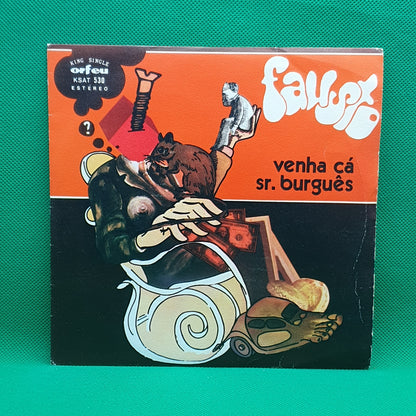 KING SINGLE
orfeu
KSAT 530
ESTEREO
fausto
?
venha cá
sr. burguês